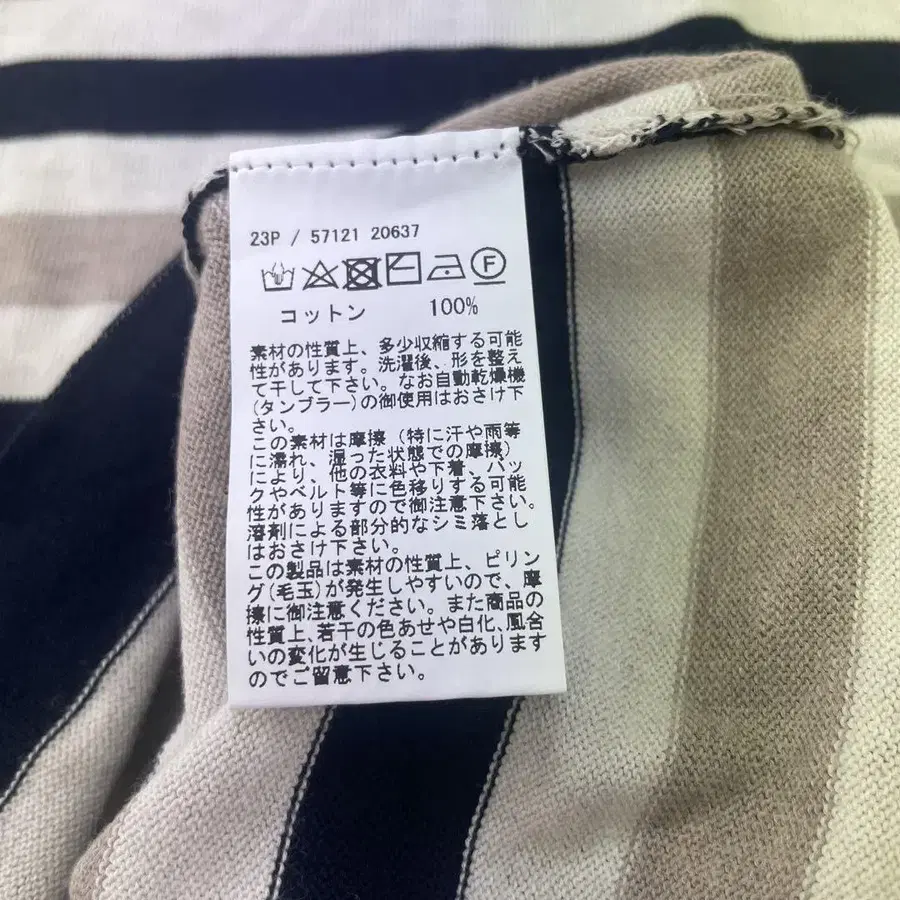 23P / 57121 20637
F
コットン 100%
素材の性質上、多少収縮する可能
性があります。洗濯後、形を整え
て干して下さい。なお自動乾燥機
(タンブラー)の御使用はおさけ下
さい。
この素材は摩擦(特に汗や雨等
に濡れ、湿った状態での摩擦)
により、他の衣料や下着、バッ
クやベルト等に色移りする可能
性がありますので御注意下さい。
溶剤による部分的なシミ落とし
はおさけ下さい。
この製品は素材の性質上、ピリン
グ(毛玉)が発生しやすいので、摩
擦に御注意ください。また商品の
性質上、若干の色あせや白化、風合
いの変化が生じることがあります
のでご留意下さい。